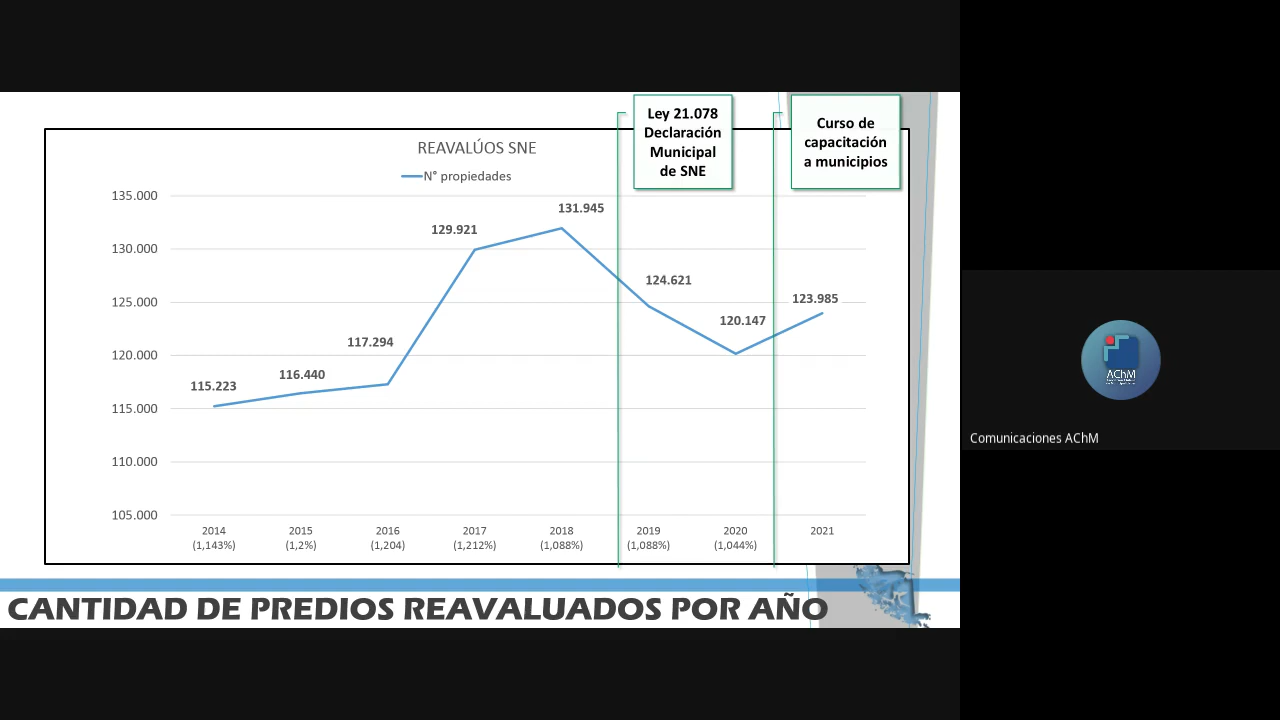 Ley 21.078
Declaración
Municipal
de SNE
Curso de
capacitación
a municipios
REAVALÚOS SNE
N° propiedades
135.000
130.000
125.000
120.000
115.000
110.000
105.000
115.223
116.440
117.294
129.921
131.945
124.621
120.147
123.985
2014
(1,143%)
2015
(1,2%)
2016
(1,204)
2017
(1,212%)
2018
(1,088%)
2019
(1,088%)
2020
(1,044%)
2021
CANTIDAD DE PREDIOS REAVALUADOS POR AÑO
AChM
Comunicaciones AChM